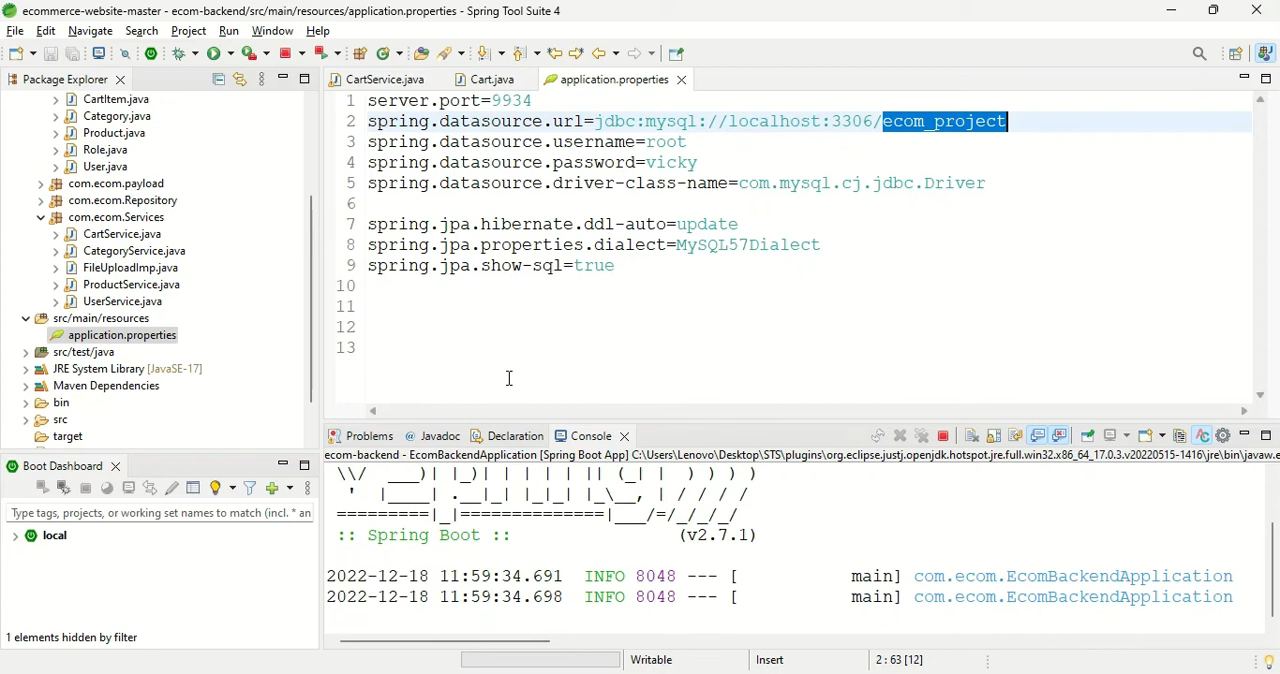 ecommerce-website-master - ecom-backend/src/main/resources/application.properties - Spring Tool Suite 4
File Edit Navigate Search Project Run Window Help
Package Explorer
CartItem.java
Category.java
Product.java
Role.java
User.java
com.ecom.payload
com.ecom.Repository
com.ecom.Services
CartService.java
CategoryService.java
FileUploadImp.java
ProductService.java
UserService.java
src/main/resources
application.properties
src/test/java
JRE System Library [JavaSE-17]
Maven Dependencies
bin
src
target
CartService.java Cart.java application.properties
1 server.port=9934
2 spring.datasource.url=jdbc:mysql://localhost:3306/ecom_project
3 spring.datasource.username=root
4 spring.datasource.password=vicky
5 spring.datasource.driver-class-name=com.mysql.cj.jdbc.Driver
6
7 spring.jpa.hibernate.ddl-auto=update
8 spring.jpa.properties.dialect=MySQL57Dialect
9 spring.jpa.show-sql=true
10
11
12
13
Boot Dashboard
Type tags, projects, or working set names to match (incl. * an
local
1 elements hidden by filter
Problems @ Javadoc Declaration Console
ecom-backend - EcomBackendApplication [Spring Boot App] C:\Users\Lenovo\Desktop\STS\plugins\org.eclipse.justj.openjdk.hotspot.jre.full.win32.x86_64_17.0.3.v20220515-1416\jre\bin\javaw.e
\\/  ___)| |_)| | | | | || (_| |  ) ) ) )
'  |____| .__|_| |_|_| |_\__, | / / / /
=========|_|==============|___/=/_/_/_/
:: Spring Boot :: (v2.7.1)
2022-12-18 11:59:34.691 INFO 8048 --- [ main] com.ecom.EcomBackendApplication
2022-12-18 11:59:34.698 INFO 8048 --- [ main] com.ecom.EcomBackendApplication
Writable Insert 2 : 63 [12]